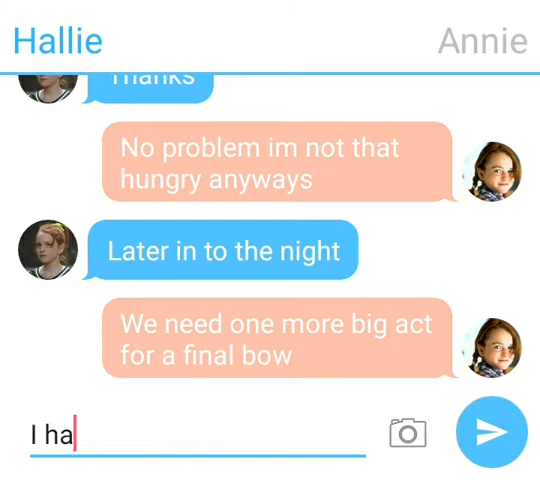 Hallie
Annie
Thanks
No problem im not that
hungry anyways
Later in to the night
We need one more big act
for a final bow
I ha